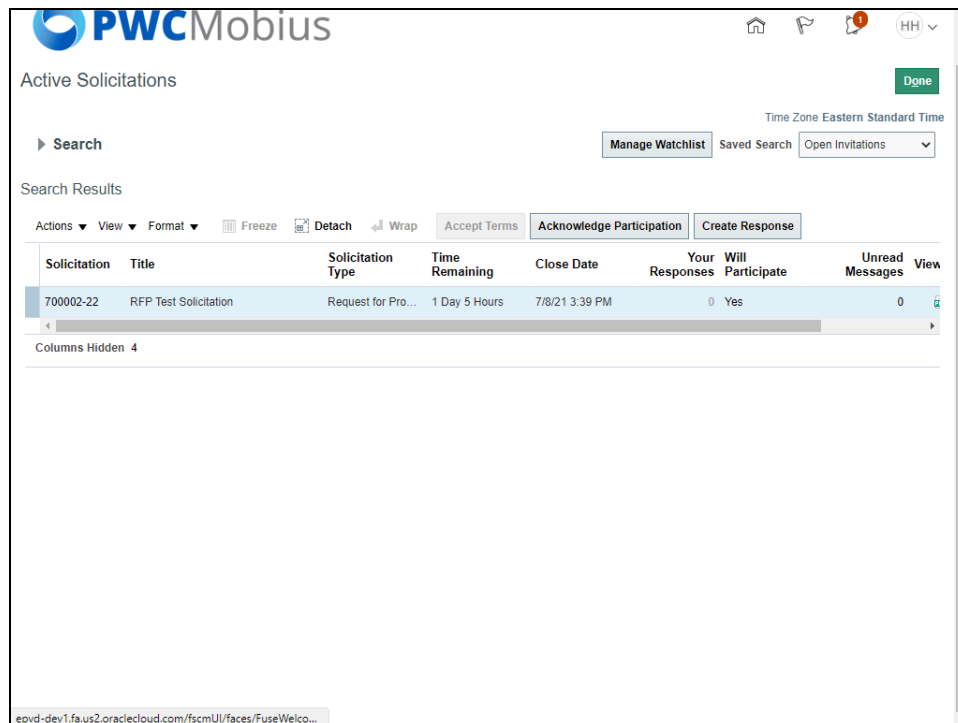 PWCMobius
1
HH
Active Solicitations
Done
Time Zone Eastern Standard Time
Search
Manage Watchlist Saved Search Open Invitations
Search Results
Actions View Format Freeze Detach Wrap Accept Terms Acknowledge Participation Create Response
Solicitation Title Solicitation Type Time Remaining Close Date Your Responses Will Participate Unread Messages View
700002-22 RFP Test Solicitation Request for Pro... 1 Day 5 Hours 7/8/21 3:39 PM 0 Yes 0
Columns Hidden 4
epvd-dev1.fa.us2.oraclecloud.com/fscmUI/faces/FuseWelco...